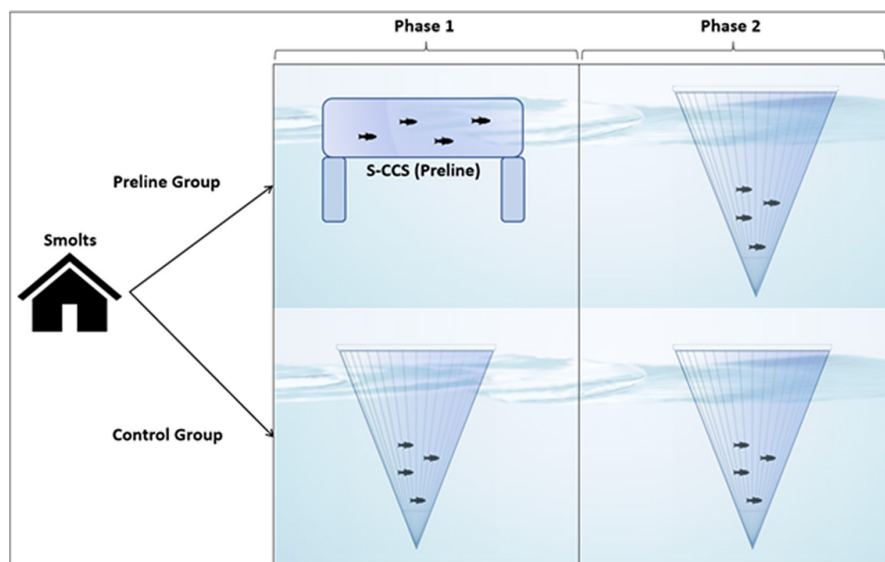 Phase 1
Phase 2
S-CCS (Preline)
Preline Group
Smolts
Control Group